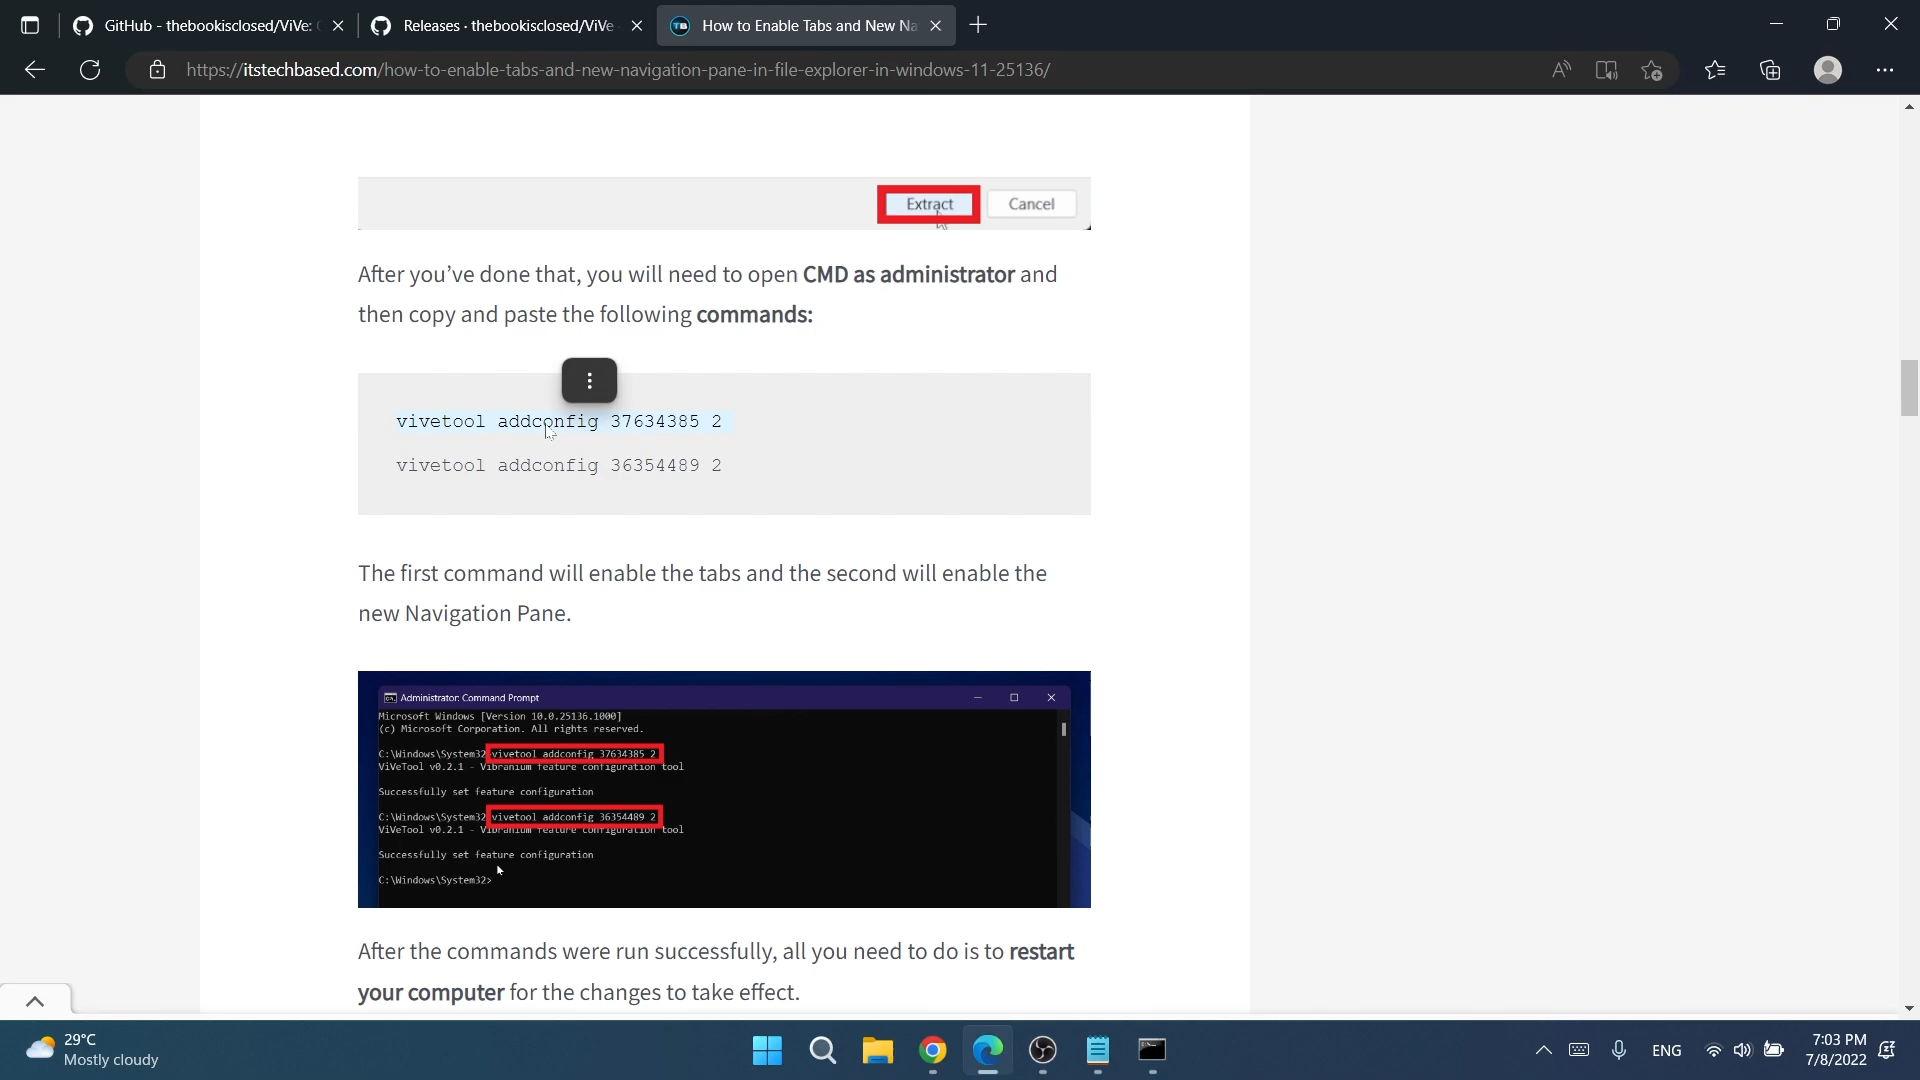 GitHub - thebookisclosed/ViVe:
Releases · thebookisclosed/ViVe
How to Enable Tabs and New Na
https://itstechbased.com/how-to-enable-tabs-and-new-navigation-pane-in-file-explorer-in-windows-11-25136/
Extract
Cancel
After you’ve done that, you will need to open CMD as administrator and
then copy and paste the following commands:
vivetool addconfig 37634385 2
vivetool addconfig 36354489 2
The first command will enable the tabs and the second will enable the
new Navigation Pane.
Administrator: Command Prompt
Microsoft Windows [Version 10.0.25136.1000]
(c) Microsoft Corporation. All rights reserved.
C:\Windows\System32>vivetool addconfig 37634385 2
ViVeTool v0.2.1 - Vibranium feature configuration tool
Successfully set feature configuration
C:\Windows\System32>vivetool addconfig 36354489 2
ViVeTool v0.2.1 - Vibranium feature configuration tool
Successfully set feature configuration
C:\Windows\System32>
After the commands were run successfully, all you need to do is to restart
your computer for the changes to take effect.
29°C
Mostly cloudy
ENG
7:03 PM
7/8/2022